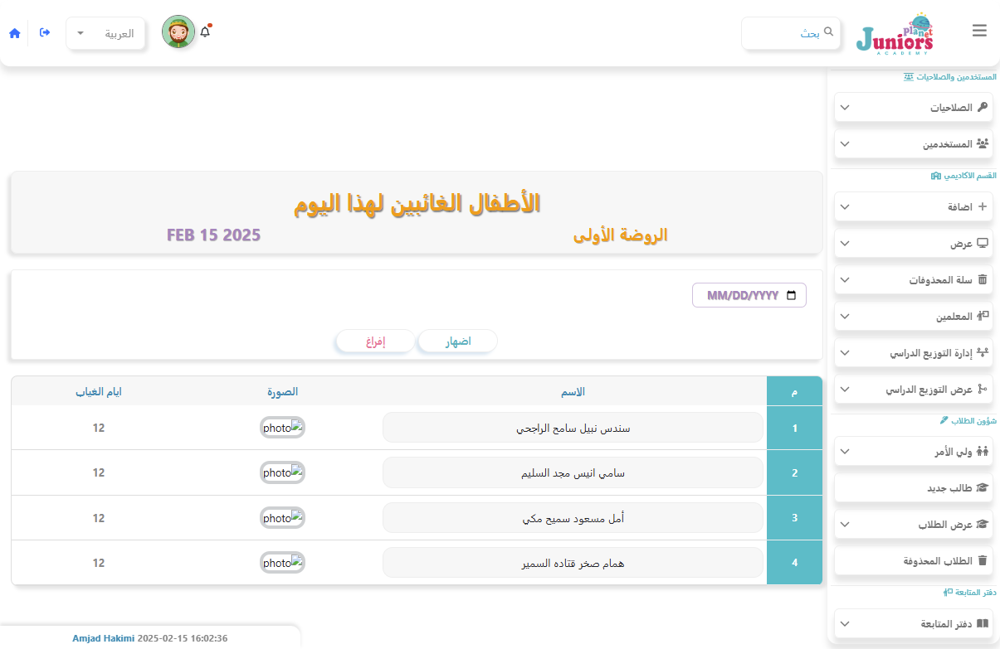 planet
Juniors
ACADEMY
بحث
العربية
المستخدمين والصلاحيات
الصلاحيات
المستخدمين
القسم الاكاديمي
اضافة
عرض
سلة المحذوفات
المعلمين
إدارة التوزيع الدراسي
عرض التوزيع الدراسي
شؤون الطلاب
ولي الأمر
طالب جديد
عرض الطلاب
الطلاب المحذوفة
دفتر المتابعة
دفتر المتابعة
الأطفال الغائبين لهذا اليوم
الروضة الأولى FEB 15 2025
MM/DD/YYYY
اضهار إفراغ
م الاسم الصورة ايام الغياب
1 سندس نبيل سامح الراجحي photo 12
2 سامي انيس مجد السليم photo 12
3 أمل مسعود سميح مكي photo 12
4 همام صخر قتاده السمير photo 12
Amjad Hakimi 2025-02-15 16:02:36